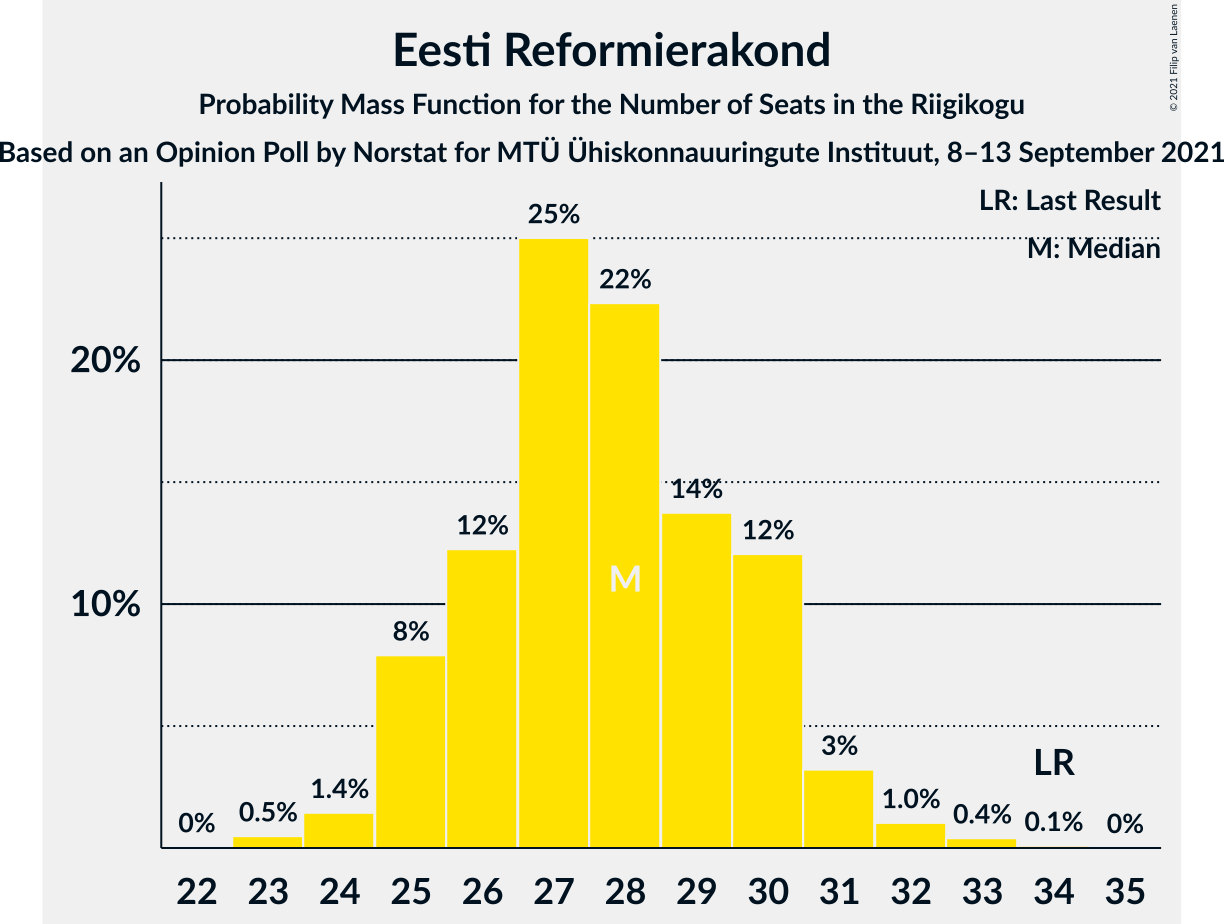 Eesti Reformierakond
Probability Mass Function for the Number of Seats in the Riigikogu
Based on an Opinion Poll by Norstat for MTÜ Ühiskonnauuringute Instituut, 8–13 September 2021
© 2021 Filip van Laenen
LR: Last Result
M: Median
25%
22%
20%
14%
12%
12%
M
10%
8%
3%
LR
1.4%
1.0%
0.5%
0.4%
0.1%
0%
0%
22 23 24 25 26 27 28 29 30 31 32 33 34 35